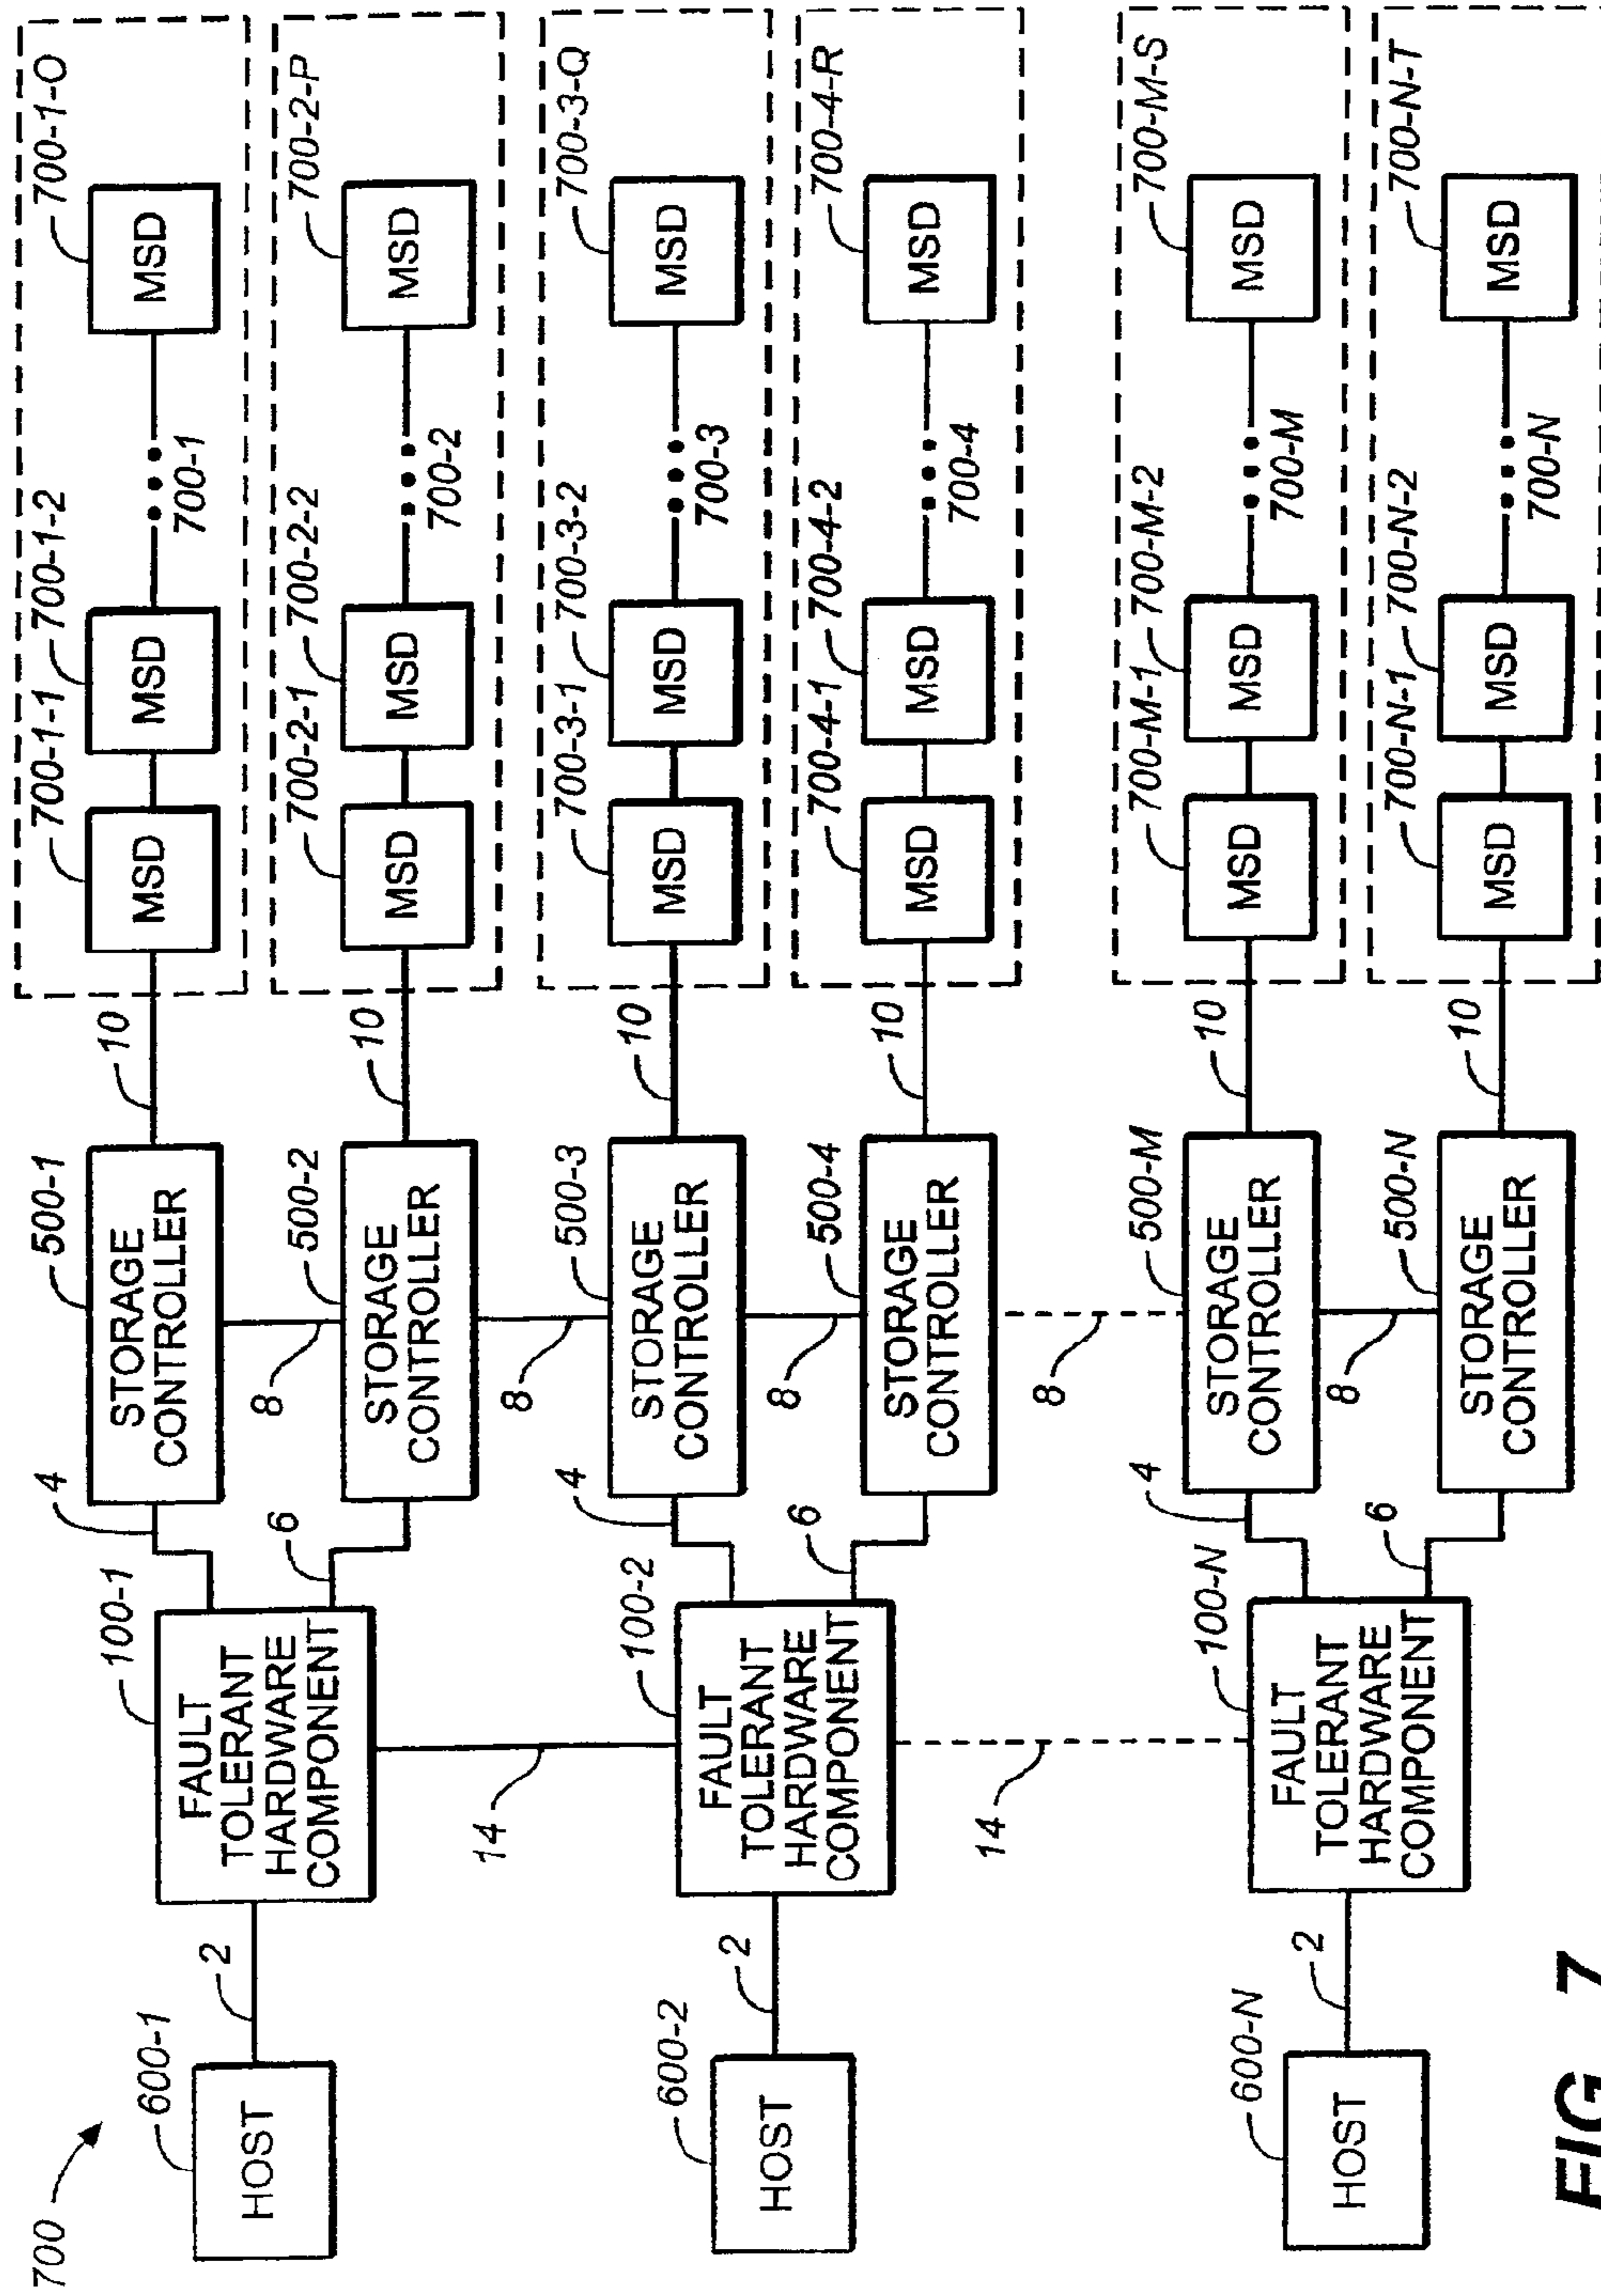 700
600-1
HOST
2
100-1
FAULT
TOLERANT
HARDWARE
COMPONENT
4
6
500-1
STORAGE
CONTROLLER
10
700-1-1
MSD
700-1-2
MSD
700-1
700-1-O
MSD
8
500-2
STORAGE
CONTROLLER
10
700-2-1
MSD
700-2-2
MSD
700-2
700-2-P
MSD
14
8
600-2
HOST
2
100-2
FAULT
TOLERANT
HARDWARE
COMPONENT
4
6
500-3
STORAGE
CONTROLLER
10
700-3-1
MSD
700-3-2
MSD
700-3
700-3-Q
MSD
8
500-4
STORAGE
CONTROLLER
10
700-4-1
MSD
700-4-2
MSD
700-4
700-4-R
MSD
14
8
600-N
HOST
2
100-N
FAULT
TOLERANT
HARDWARE
COMPONENT
4
6
500-M
STORAGE
CONTROLLER
10
700-M-1
MSD
700-M-2
MSD
700-M
700-M-S
MSD
8
500-N
STORAGE
CONTROLLER
10
700-N-1
MSD
700-N-2
MSD
700-N
700-N-T
MSD
FIG. 7